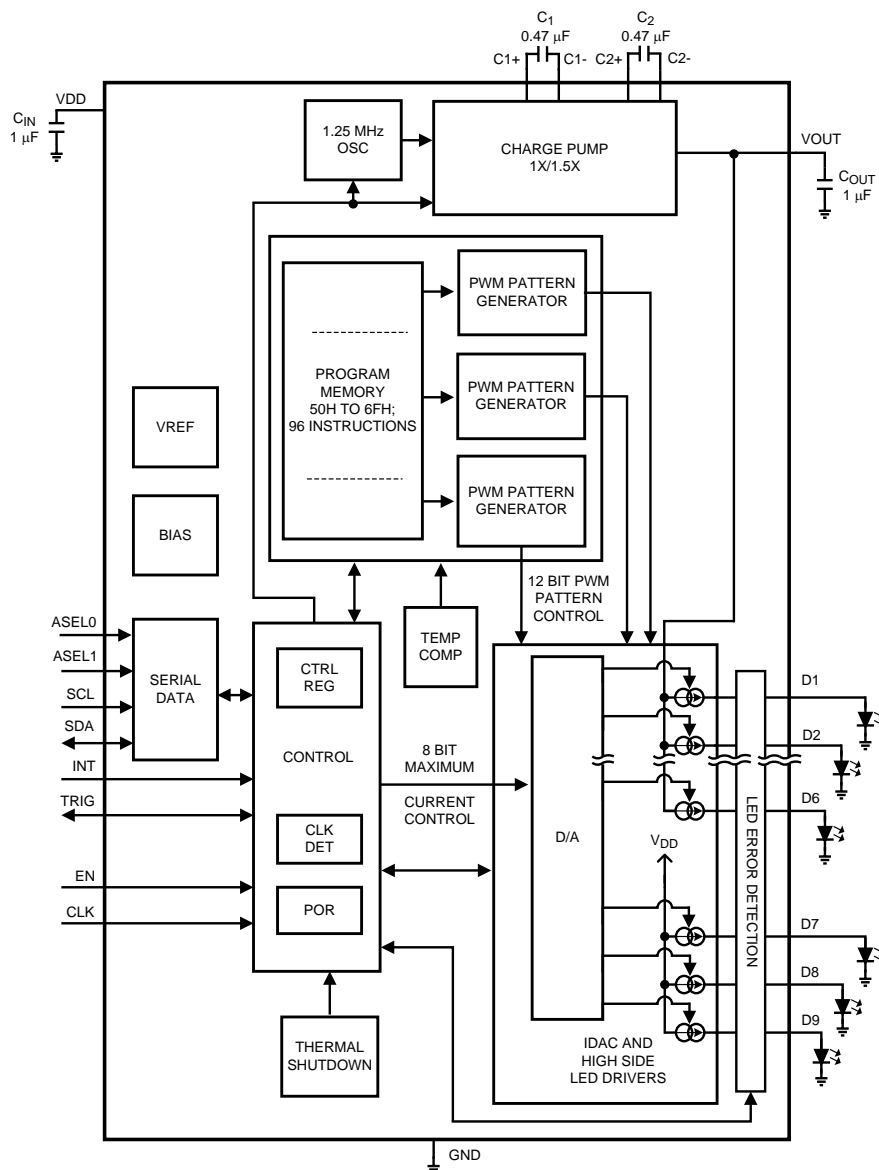 C1
0.47 µF
C1+
C1-
C2
0.47 µF
C2+
C2-
VDD
CIN
1 µF
1.25 MHz
OSC
CHARGE PUMP
1X/1.5X
VOUT
COUT
1 µF
PROGRAM
MEMORY
50H TO 6FH;
96 INSTRUCTIONS
PWM PATTERN
GENERATOR
PWM PATTERN
GENERATOR
PWM PATTERN
GENERATOR
VREF
BIAS
12 BIT PWM
PATTERN
CONTROL
TEMP
COMP
ASEL0
ASEL1
SCL
SDA
INT
TRIG
EN
CLK
SERIAL
DATA
CTRL
REG
CONTROL
CLK
DET
POR
8 BIT
MAXIMUM
CURRENT
CONTROL
D/A
VDD
IDAC AND
HIGH SIDE
LED DRIVERS
LED ERROR DETECTION
D1
D2
D6
D7
D8
D9
THERMAL
SHUTDOWN
GND